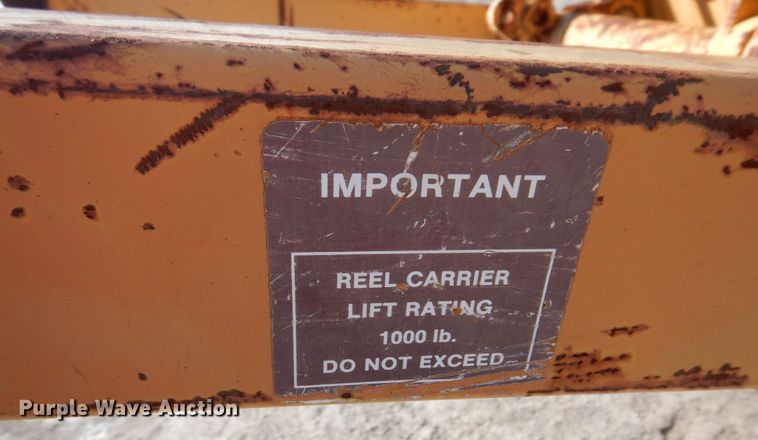 IMPORTANT
REEL CARRIER
LIFT RATING
1000 lb.
DO NOT EXCEED
Purple Wave Auction